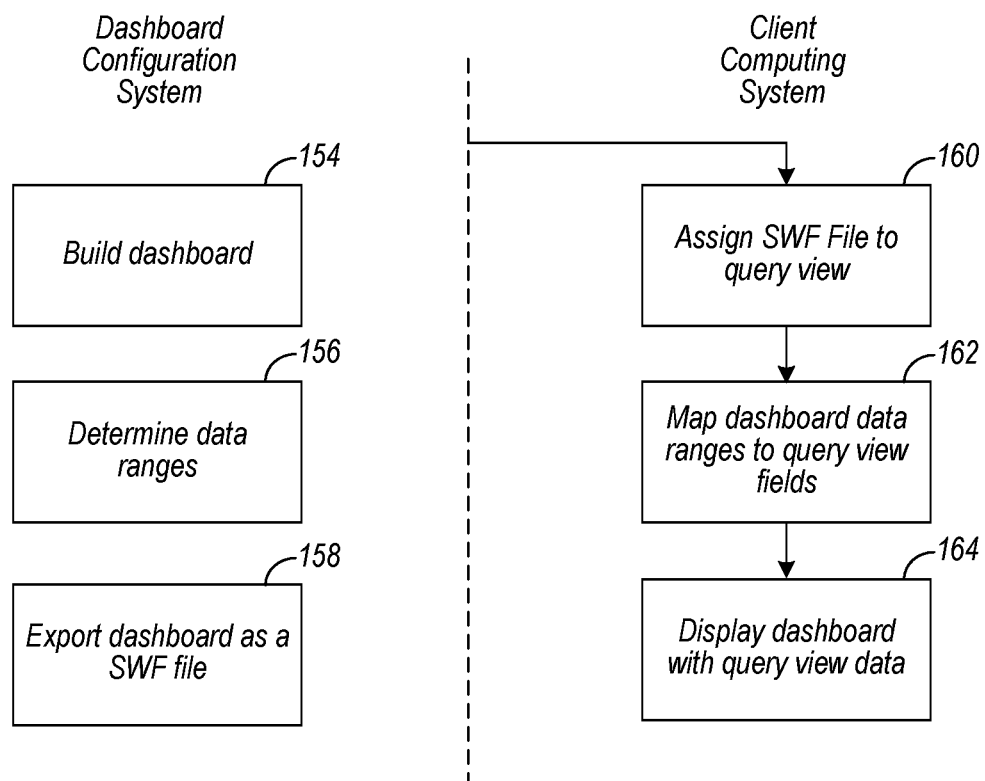 Dashboard
Configuration
System
154
Build dashboard
156
Determine data
ranges
158
Export dashboard as a
SWF file
Client
Computing
System
160
Assign SWF File to
query view
162
Map dashboard data
ranges to query view
fields
164
Display dashboard
with query view data